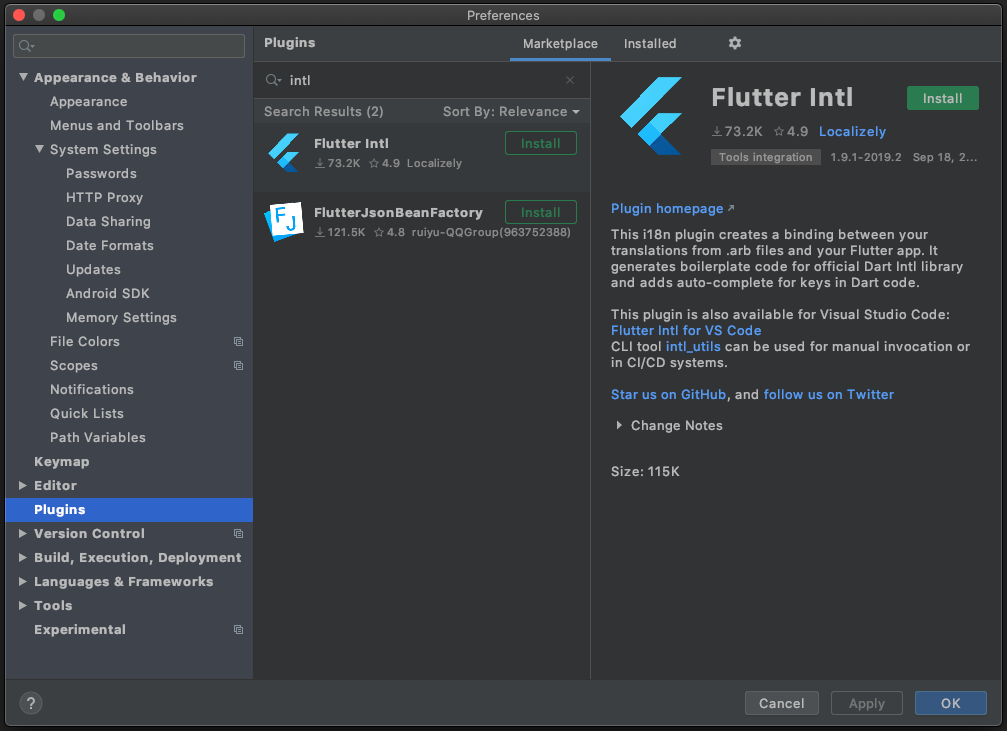 Preferences
Appearance & Behavior
Appearance
Menus and Toolbars
System Settings
Passwords
HTTP Proxy
Data Sharing
Date Formats
Updates
Android SDK
Memory Settings
File Colors
Scopes
Notifications
Quick Lists
Path Variables
Keymap
Editor
Plugins
Version Control
Build, Execution, Deployment
Languages & Frameworks
Tools
Experimental
Plugins
Marketplace
Installed
intl
Search Results (2)
Sort By: Relevance
Flutter Intl
Install
73.2K 4.9 Localizely
FJ
FlutterJsonBeanFactory
Install
121.5K 4.8 ruiyu-QQGroup(963752388)
Flutter Intl
Install
73.2K 4.9 Localizely
Tools integration 1.9.1-2019.2 Sep 18, 2...
Plugin homepage ↗
This i18n plugin creates a binding between your
translations from .arb files and your Flutter app. It
generates boilerplate code for official Dart Intl library
and adds auto-complete for keys in Dart code.
This plugin is also available for Visual Studio Code:
Flutter Intl for VS Code
CLI tool intl_utils can be used for manual invocation or
in CI/CD systems.
Star us on GitHub, and follow us on Twitter
Change Notes
Size: 115K
?
Cancel
Apply
OK